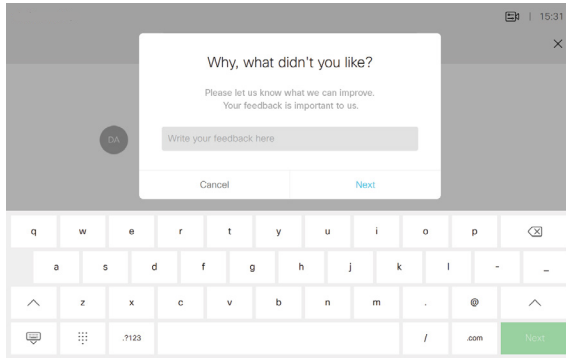 15:31
Why, what didn't you like?
Please let us know what we can improve.
Your feedback is important to us.
DA
Write your feedback here
Cancel Next
q w e r t y u i o p
a s d f g h j k l - _
z x c v b n m . @
.?123 / .com Next